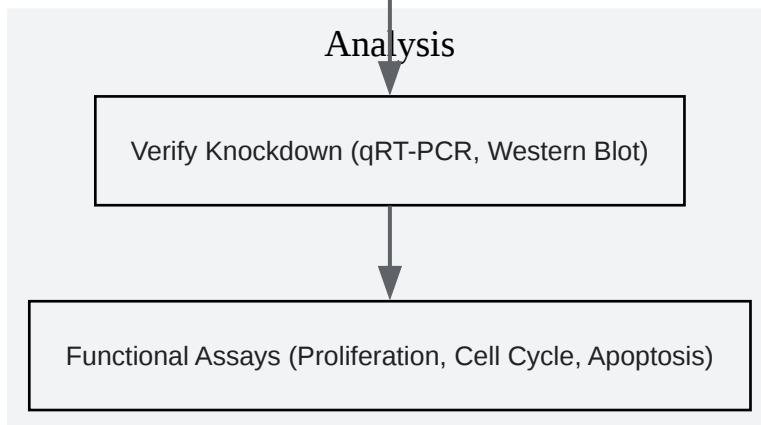 Analysis
Verify Knockdown (qRT-PCR, Western Blot)
Functional Assays (Proliferation, Cell Cycle, Apoptosis)